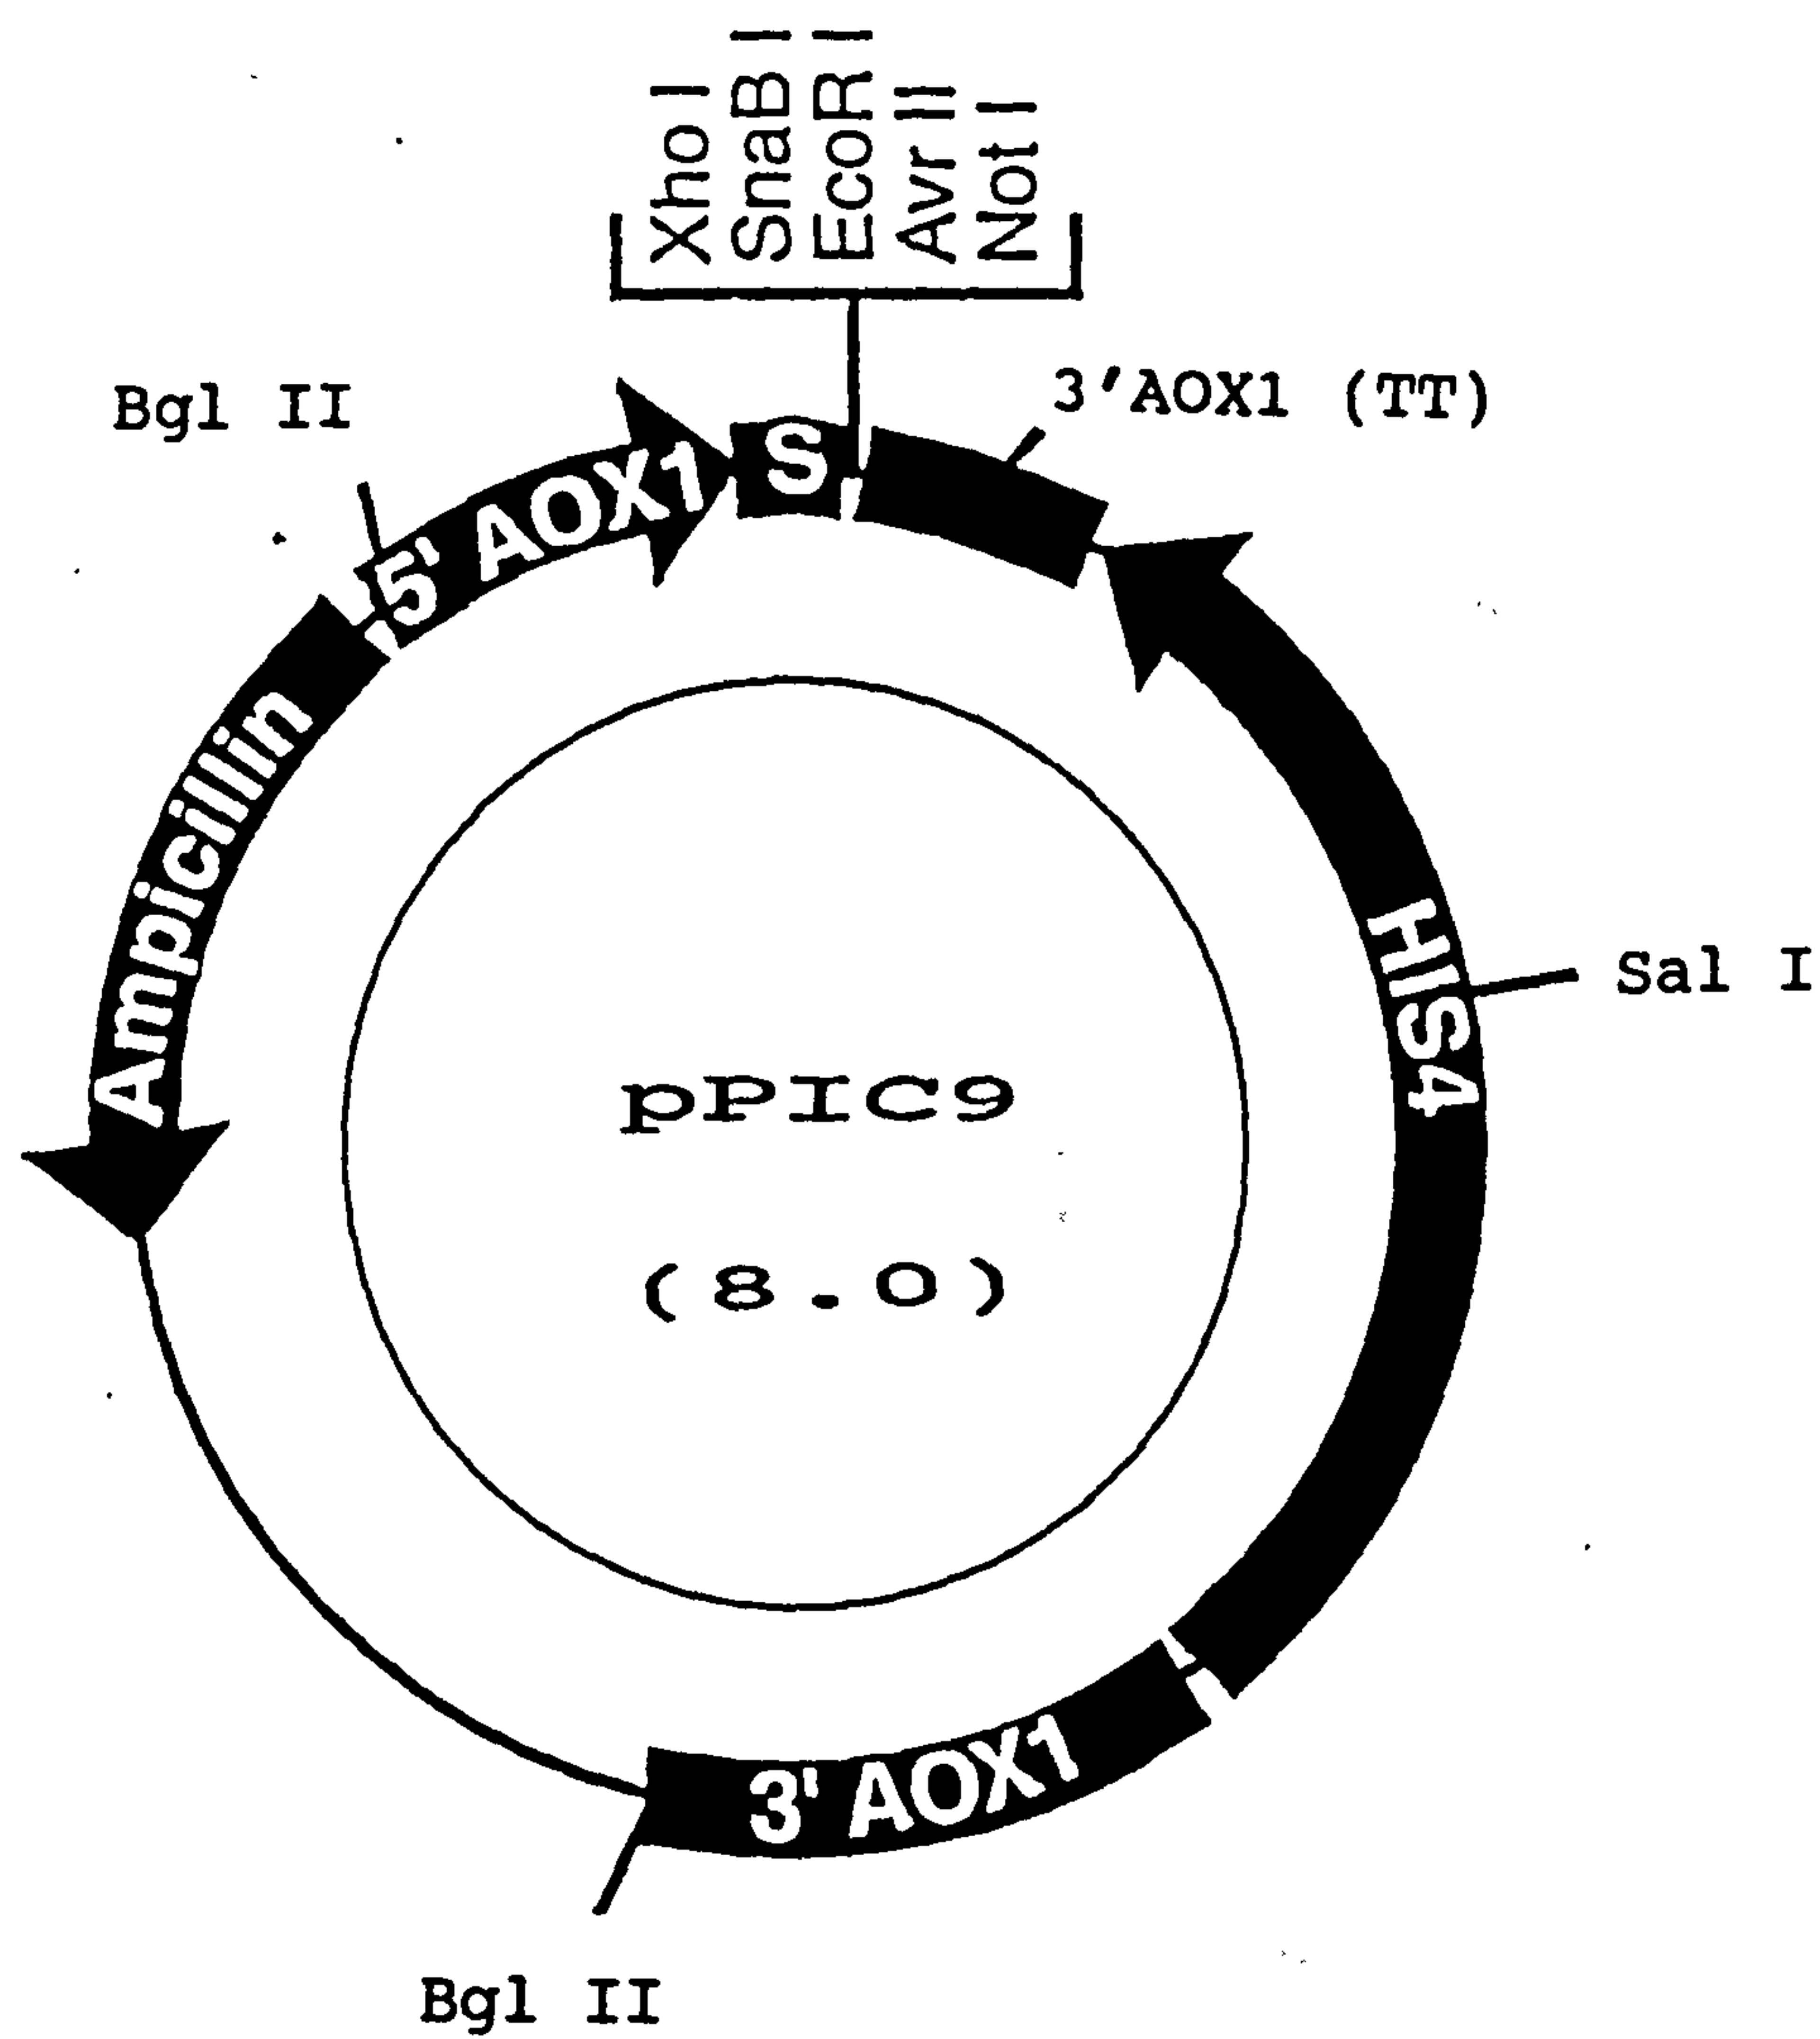 Xho I
SnaB I
EcoR I
Avr II
Not I
Bgl II
3'AOX1 (TT)
5' AOX1
S
Ampicillin
HIS4
Sal I
pPIC9
(8.0)
3' AOX1
Bgl II